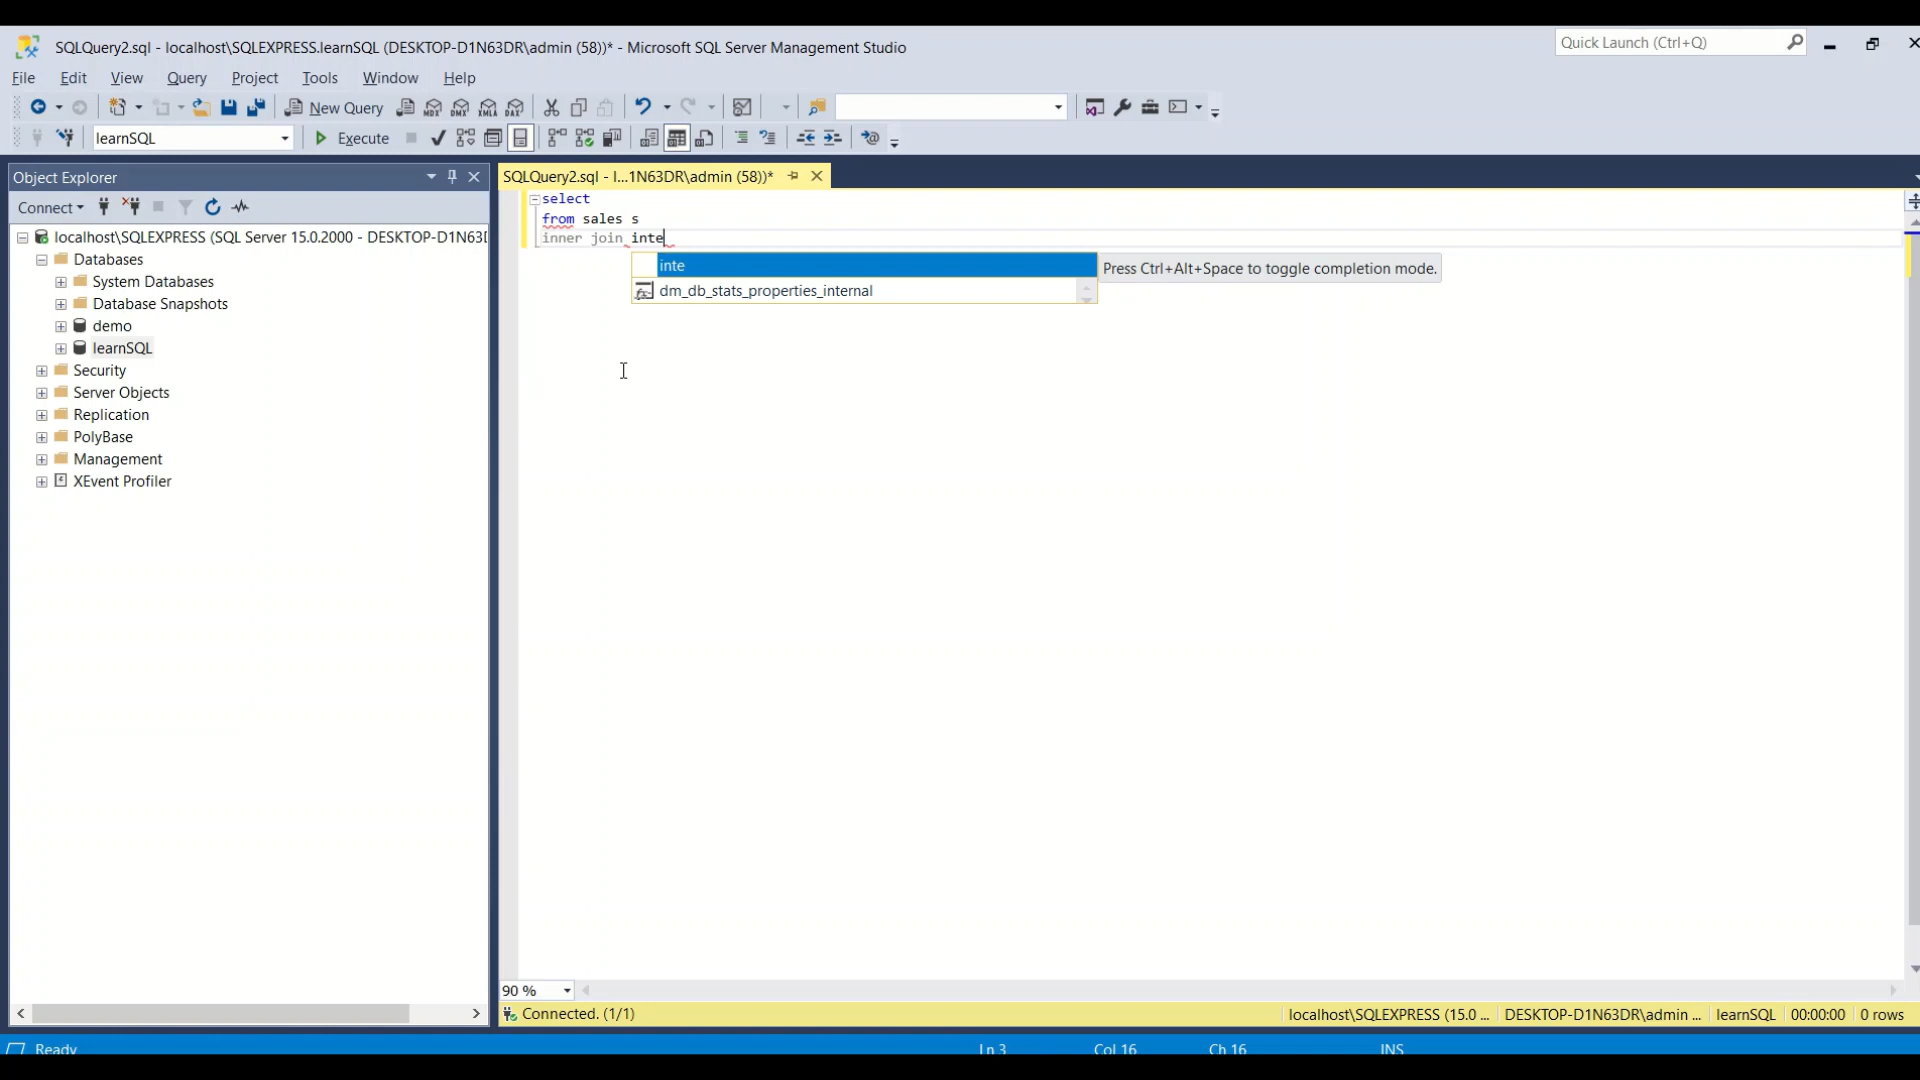 SQLQuery2.sql - localhost\SQLEXPRESS.learnSQL (DESKTOP-D1N63DR\admin (58))* - Microsoft SQL Server Management Studio
Quick Launch (Ctrl+Q)
File Edit View Query Project Tools Window Help
New Query MDX DMX XMLA DAX
learnSQL Execute
Object Explorer
SQLQuery2.sql - l...1N63DR\admin (58))*
Connect
localhost\SQLEXPRESS (SQL Server 15.0.2000 - DESKTOP-D1N63
Databases
System Databases
Database Snapshots
demo
learnSQL
Security
Server Objects
Replication
PolyBase
Management
XEvent Profiler
select
from sales s
inner join inte
inte
dm_db_stats_properties_internal
Press Ctrl+Alt+Space to toggle completion mode.
90 %
Connected. (1/1)
localhost\SQLEXPRESS (15.0 ... DESKTOP-D1N63DR\admin ... learnSQL 00:00:00 0 rows
Ready Ln 3 Col 16 Ch 16 INS